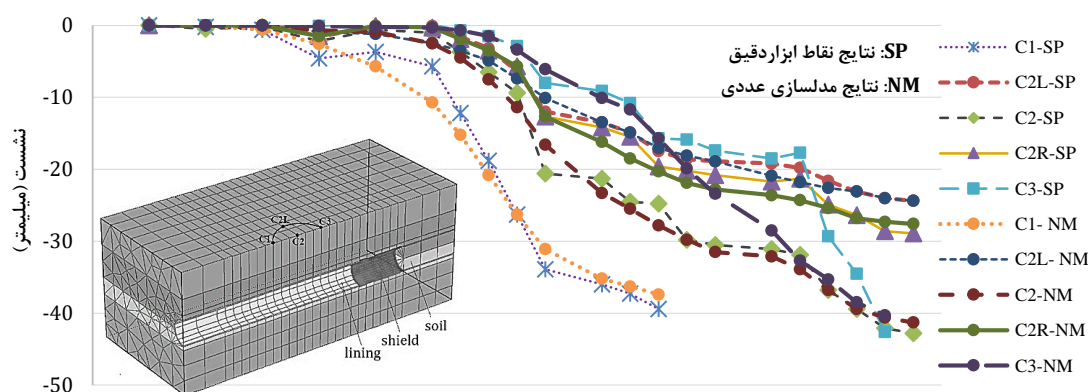 0
-10
-20
-30
-40
-50
نشست (میلیمتر)
SP: نتایج نقاط ابزاردقیق
NM: نتایج مدلسازی عددی
C2L
C3
C3
C2
soil
shield
lining
C1-SP
C2L-SP
C2-SP
C2R-SP
C3-SP
C1- NM
C2L- NM
C2-NM
C2R-NM
C3-NM